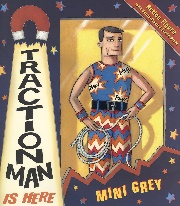 TRACTION
MAN
IS HERE
MINI GREY